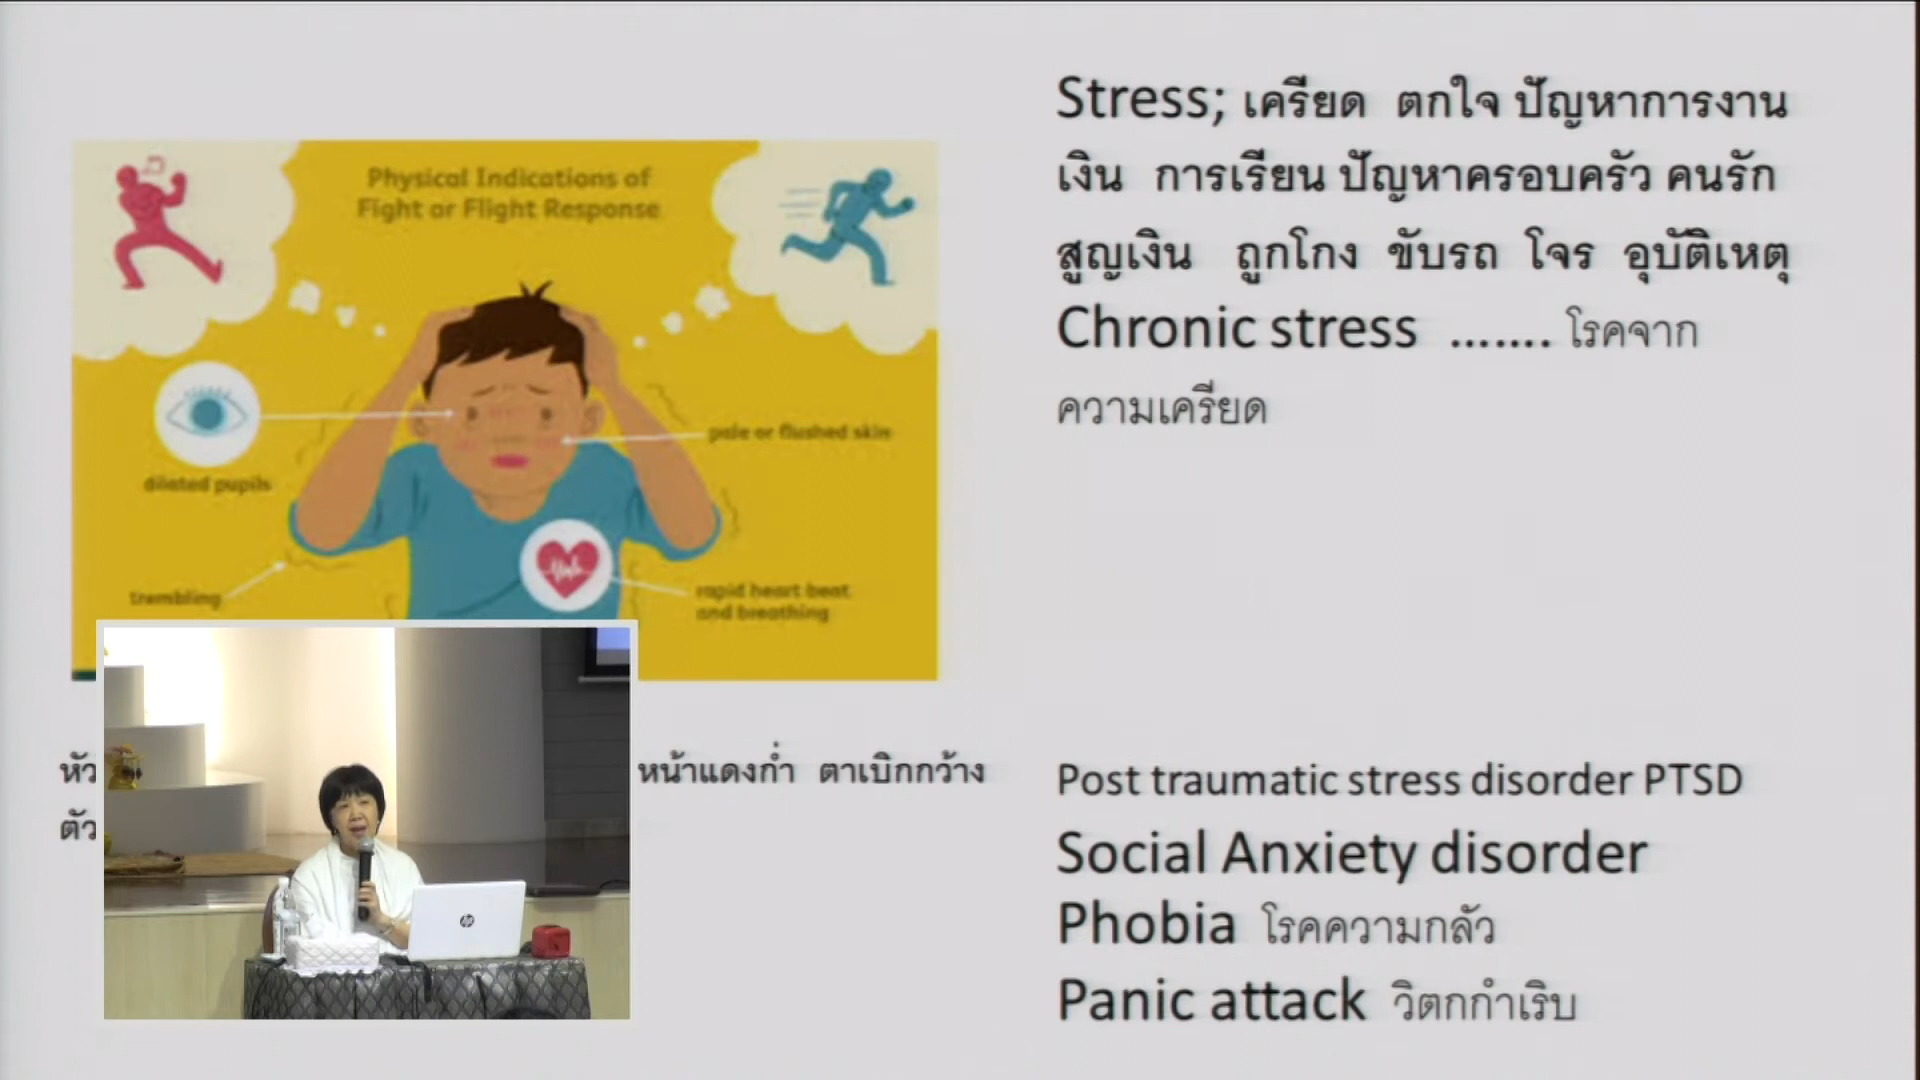 Physical Indications of
Fight or Flight Response
dilated pupils
pale or flushed skin
trembling
rapid heart beat
and breathing
หน้าแดงก่ำ ตาเบิกกว้าง
Stress; เครียด ตกใจ ปัญหาการงาน
เงิน การเรียน ปัญหาครอบครัว คนรัก
สูญเงิน ถูกโกง ขับรถ โจร อุบัติเหตุ
Chronic stress ....... โรคจาก
ความเครียด
Post traumatic stress disorder PTSD
Social Anxiety disorder
Phobia โรคความกลัว
Panic attack วิตกกำเริบ
hp